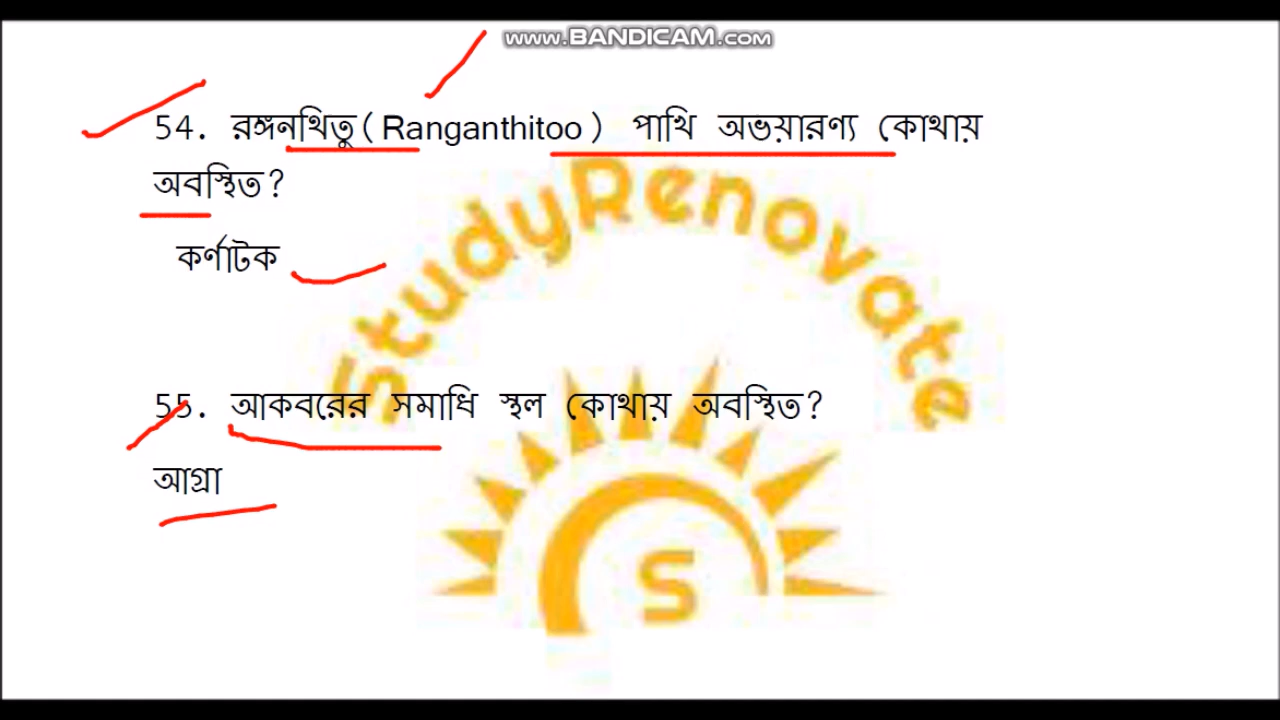 www.BANDICAM.com
54. রঙ্গনথিতু(Ranganthitoo) পাখি অভয়ারণ্য কোথায়
অবস্থিত?
কর্ণাটক
StudyRenovate
55. আকবরের সমাধি স্থল কোথায় অবস্থিত?
আগ্রা
S